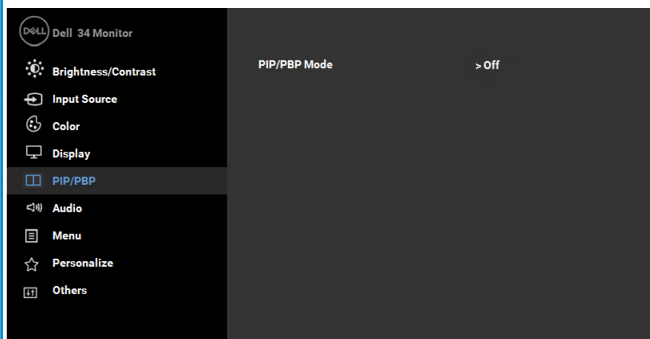 DELL Dell 34 Monitor
Brightness/Contrast
PIP/PBP Mode > Off
Input Source
Color
Display
PIP/PBP
Audio
Menu
Personalize
Others